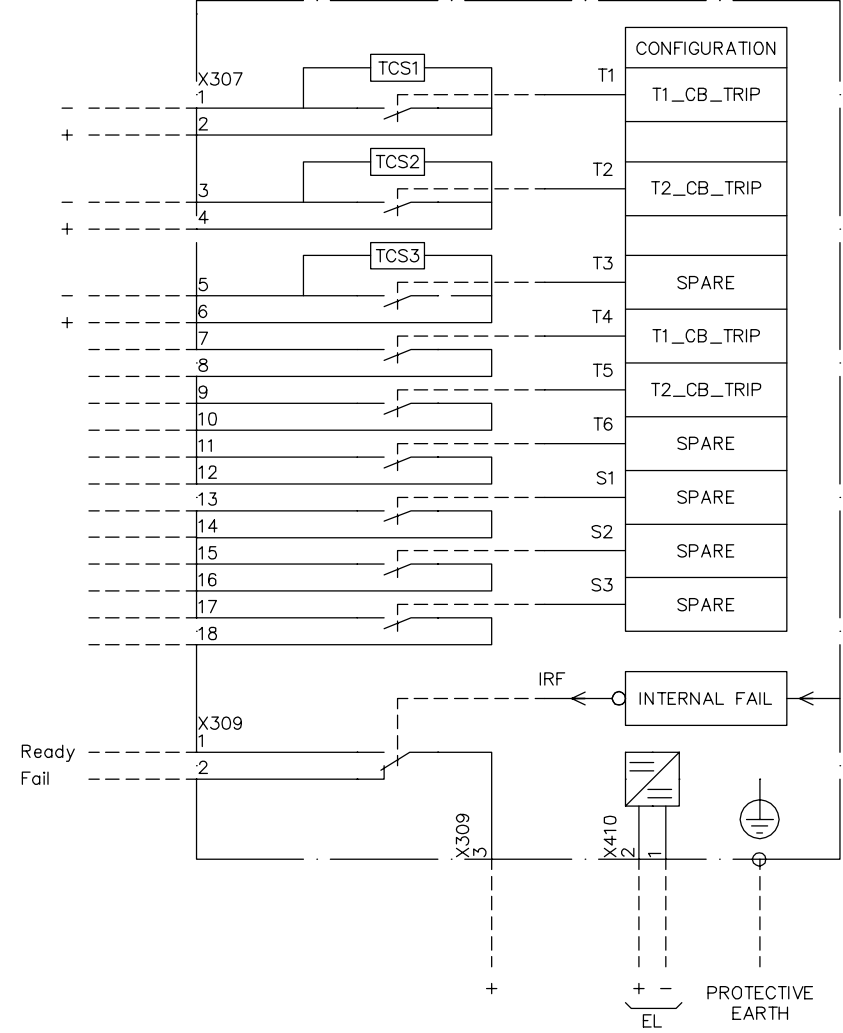 CONFIGURATION
X307
TCS1
T1
T1_CB_TRIP
- 1
+ 2
TCS2
T2
T2_CB_TRIP
- 3
+ 4
TCS3
T3
SPARE
- 5
+ 6
T4
T1_CB_TRIP
7
8
T5
T2_CB_TRIP
9
10
T6
SPARE
11
12
S1
SPARE
13
14
S2
SPARE
15
16
S3
SPARE
17
18
IRF
INTERNAL FAIL
X309
Ready 1
Fail 2
X309
3
X410
2
1
+
+ -
EL
PROTECTIVE
EARTH